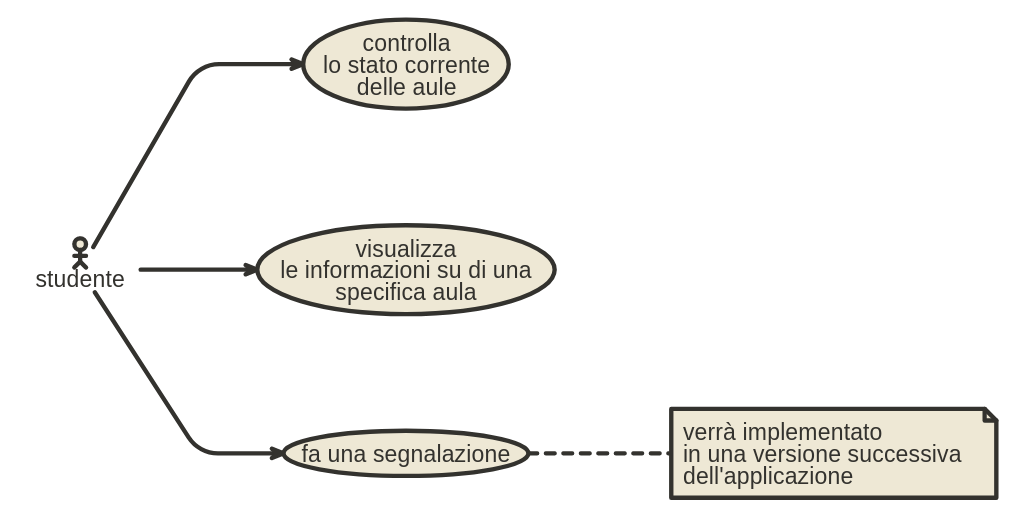 controlla
lo stato corrente
delle aule
studente
visualizza
le informazioni su di una
specifica aula
fa una segnalazione
verrà implementato
in una versione successiva
dell'applicazione